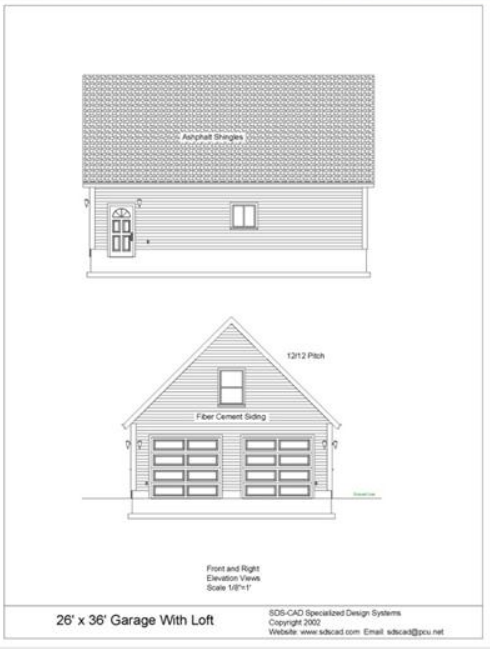 Ashphalt Shingles
12/12 Pitch
Fiber Cement Siding
Front and Right
Elevation Views
Scale 1/8"=1'
26' x 36' Garage With Loft
SDS-CAD Specialized Design Systems
Copyright 2002
Website: www.sdscad.com Email sdscad@pcu.net